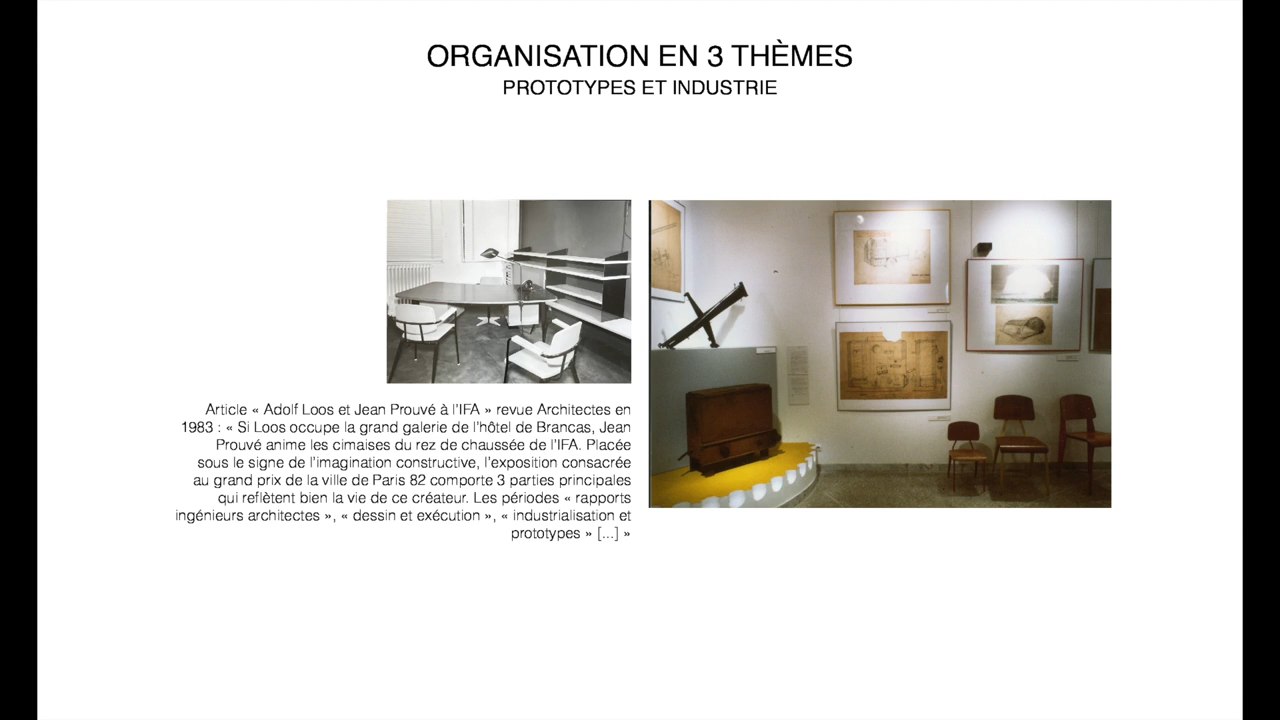 ORGANISATION EN 3 THÈMES
PROTOTYPES ET INDUSTRIE
Article « Adolf Loos et Jean Prouvé à l'IFA » revue Architectes en
1983 : « Si Loos occupe la grand galerie de l'hôtel de Brancas, Jean
Prouvé anime les cimaises du rez de chaussée de l'IFA. Placée
sous le signe de l'imagination constructive, l'exposition consacrée
au grand prix de la ville de Paris 82 comporte 3 parties principales
qui reflètent bien la vie de ce créateur. Les périodes « rapports
ingénieurs architectes », « dessin et exécution », « industrialisation et
prototypes » [...] »